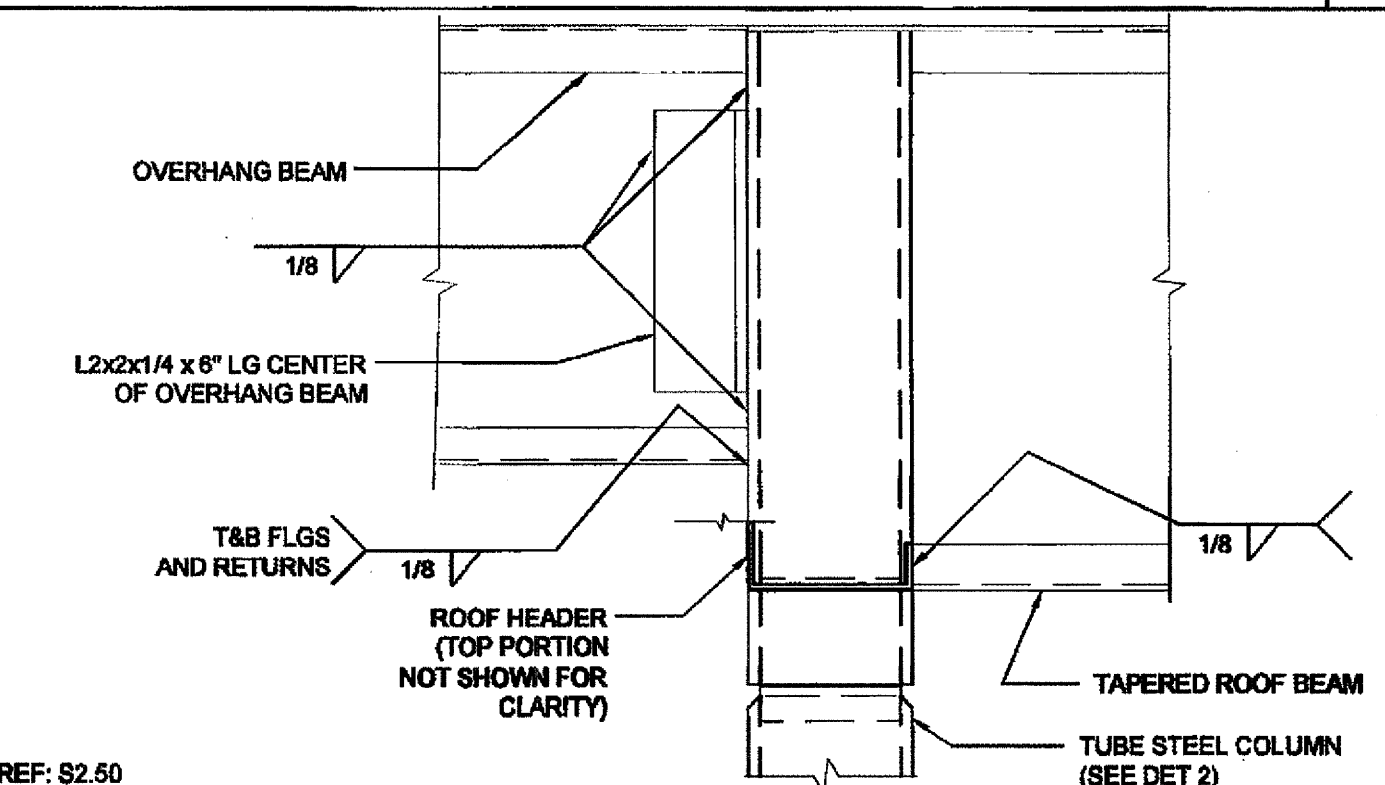 OVERHANG BEAM
1/8
L2x2x1/4 x 6" LG CENTER
OF OVERHANG BEAM
T&B FLGS
AND RETURNS
1/8
1/8
ROOF HEADER
(TOP PORTION
NOT SHOWN FOR
CLARITY)
TAPERED ROOF BEAM
TUBE STEEL COLUMN
(SEE DET 2)
REF: S2.50